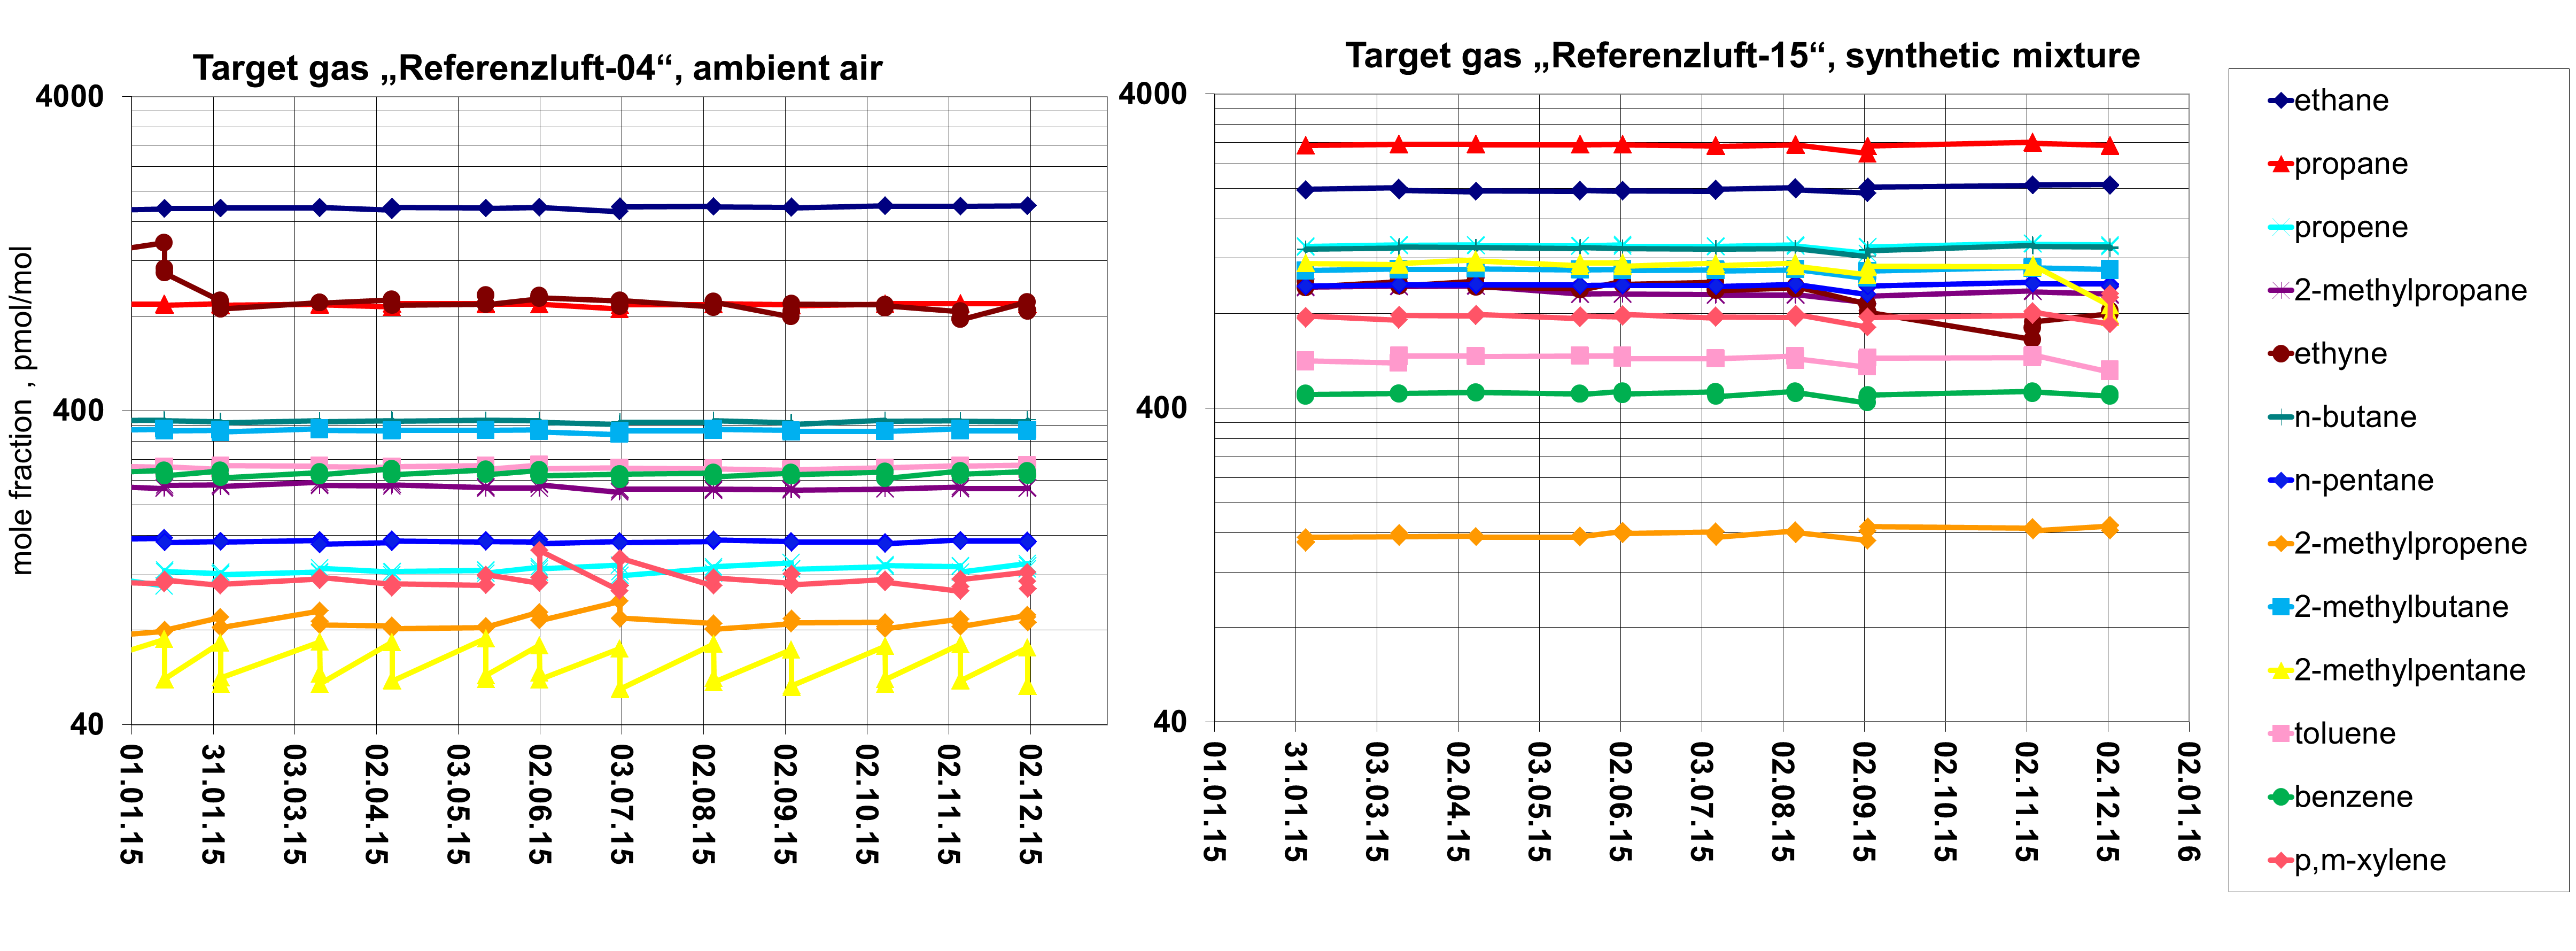 Target gas „Referenzluft-04“, ambient air
4000
400
40
mole fraction , pmol/mol
01.01.15
31.01.15
03.03.15
02.04.15
03.05.15
02.06.15
03.07.15
02.08.15
02.09.15
02.10.15
02.11.15
02.12.15
Target gas „Referenzluft-15“, synthetic mixture
4000
400
40
01.01.15
31.01.15
03.03.15
02.04.15
03.05.15
02.06.15
03.07.15
02.08.15
02.09.15
02.10.15
02.11.15
02.12.15
02.01.16
ethane
propane
propene
2-methylpropane
ethyne
n-butane
n-pentane
2-methylpropene
2-methylbutane
2-methylpentane
toluene
benzene
p,m-xylene